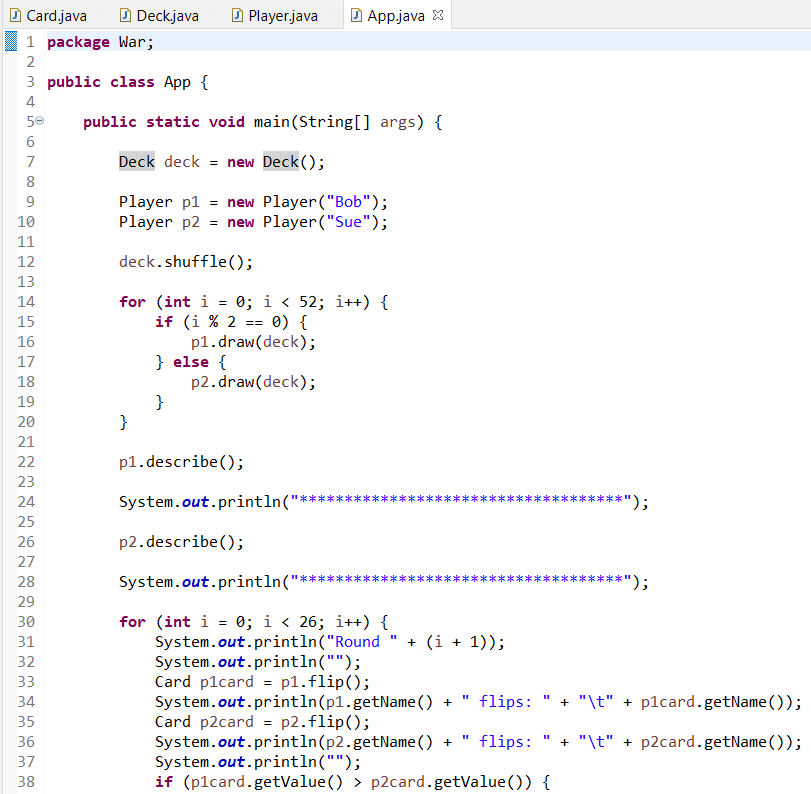 Card.java Deck.java Player.java App.java
1 package War;
2
3 public class App {
4
5 public static void main(String[] args) {
6
7 Deck deck = new Deck();
8
9 Player p1 = new Player("Bob");
10 Player p2 = new Player("Sue");
11
12 deck.shuffle();
13
14 for (int i = 0; i < 52; i++) {
15 if (i % 2 == 0) {
16 p1.draw(deck);
17 } else {
18 p2.draw(deck);
19 }
20 }
21
22 p1.describe();
23
24 System.out.println("************************************");
25
26 p2.describe();
27
28 System.out.println("************************************");
29
30 for (int i = 0; i < 26; i++) {
31 System.out.println("Round " + (i + 1));
32 System.out.println("");
33 Card p1card = p1.flip();
34 System.out.println(p1.getName() + " flips: " + "\t" + p1card.getName());
35 Card p2card = p2.flip();
36 System.out.println(p2.getName() + " flips: " + "\t" + p2card.getName());
37 System.out.println("");
38 if (p1card.getValue() > p2card.getValue()) {